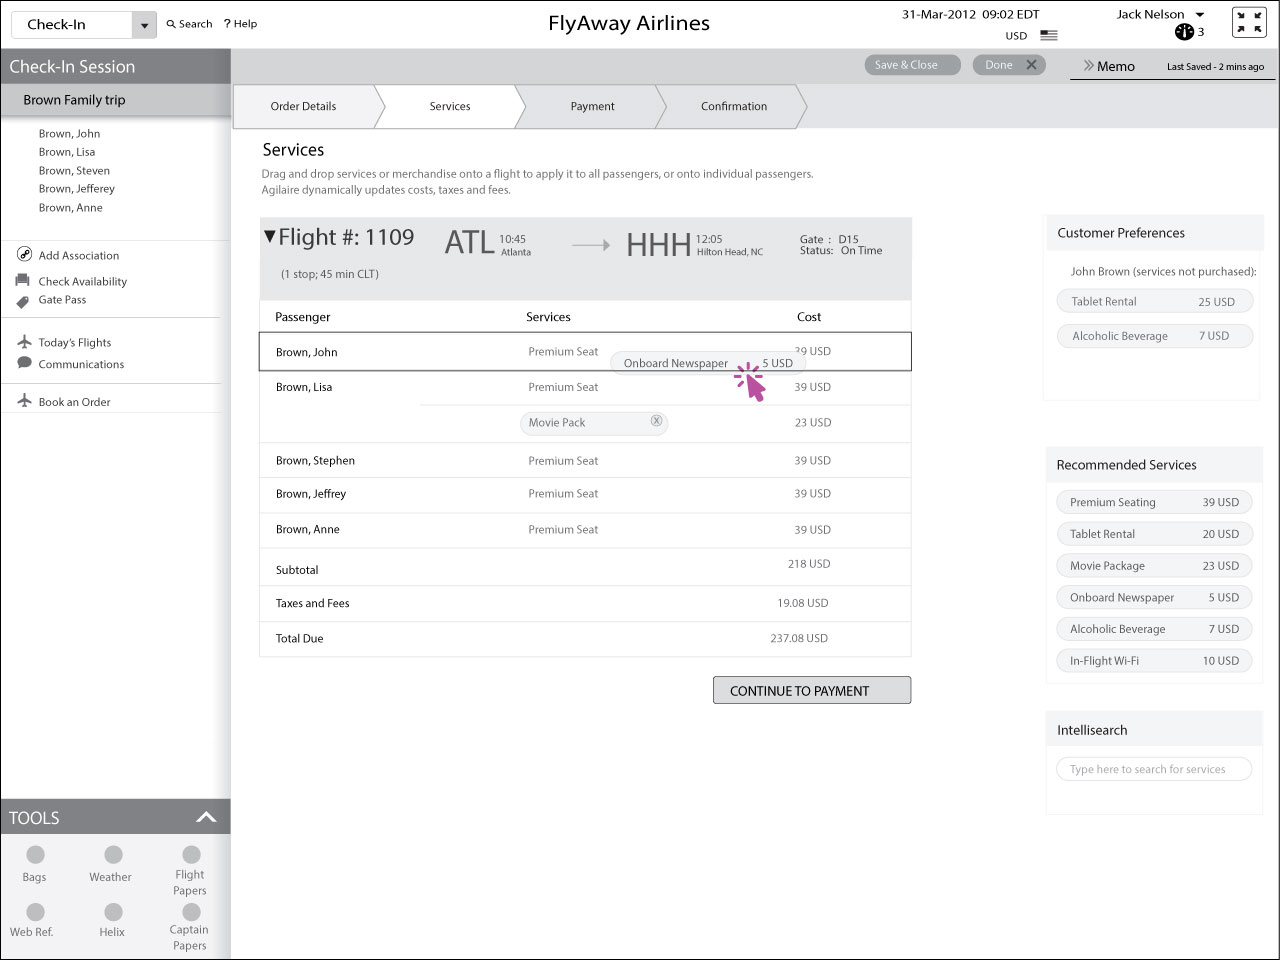 Check-In
Search
? Help
FlyAway Airlines
31-Mar-2012 09:02 EDT
USD
Jack Nelson
3
Check-In Session
Save & Close
Done X
Memo
Last Saved - 2 mins ago
Brown Family trip
Brown, John
Brown, Lisa
Brown, Steven
Brown, Jefferey
Brown, Anne
Add Association
Check Availability
Gate Pass
Today's Flights
Communications
Book an Order
TOOLS
Bags
Weather
Flight
Papers
Web Ref.
Helix
Captain
Papers
Order Details
Services
Payment
Confirmation
Services
Drag and drop services or merchandise onto a flight to apply it to all passengers, or onto individual passengers.
Agilaire dynamically updates costs, taxes and fees.
Flight #: 1109
(1 stop; 45 min CLT)
ATL
10:45
Atlanta
HHH
12:05
Hilton Head, NC
Gate : D15
Status: On Time
Passenger Services Cost
Brown, John Premium Seat 39 USD
Onboard Newspaper 5 USD
Brown, Lisa Premium Seat 39 USD
Movie Pack X 23 USD
Brown, Stephen Premium Seat 39 USD
Brown, Jeffrey Premium Seat 39 USD
Brown, Anne Premium Seat 39 USD
Subtotal 218 USD
Taxes and Fees 19.08 USD
Total Due 237.08 USD
CONTINUE TO PAYMENT
Customer Preferences
John Brown (services not purchased):
Tablet Rental 25 USD
Alcoholic Beverage 7 USD
Recommended Services
Premium Seating 39 USD
Tablet Rental 20 USD
Movie Package 23 USD
Onboard Newspaper 5 USD
Alcoholic Beverage 7 USD
In-Flight Wi-Fi 10 USD
Intellisearch
Type here to search for services